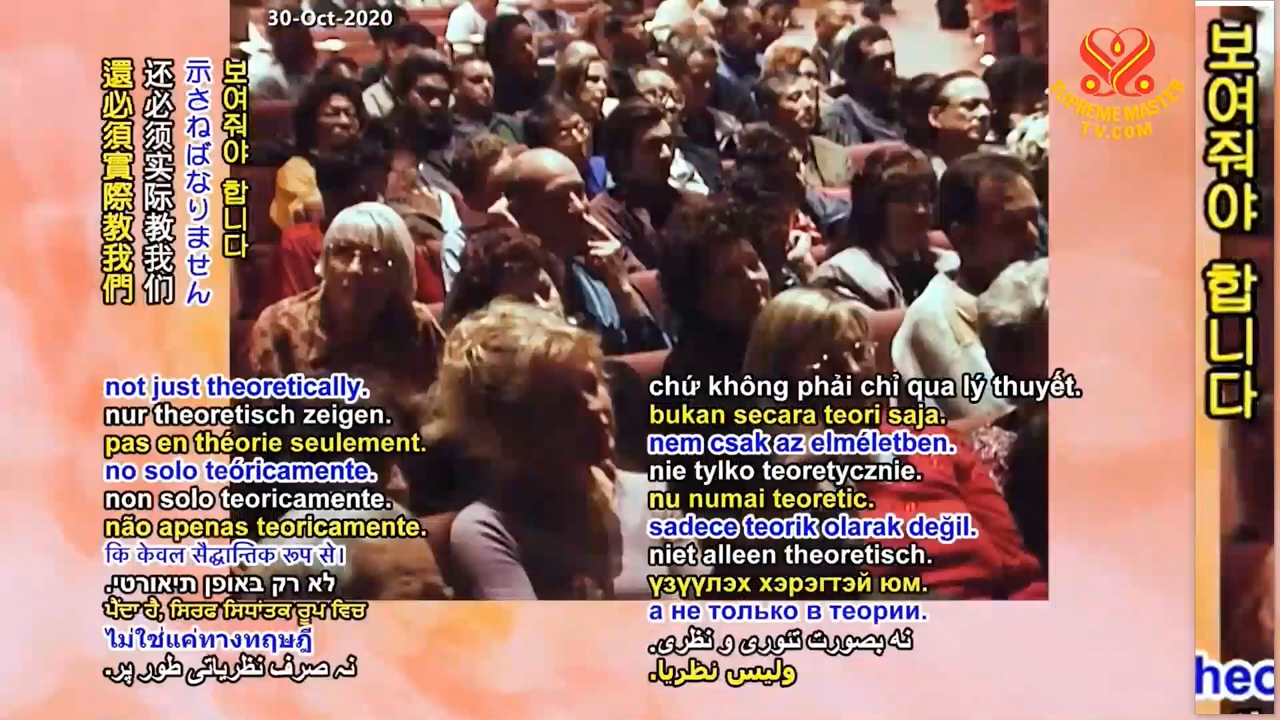 30-Oct-2020
SUPREME MASTER
TV.COM
보여줘야 합니다
示さねばなりません
还必须实际教我们
還必須實際教我們
not just theoretically.
nur theoretisch zeigen.
pas en théorie seulement.
no solo teóricamente.
non solo teoricamente.
não apenas teoricamente.
कि केवल सैद्धान्तिक रूप से।
לא רק באופן תיאורטי.
ਪੈਂਦਾ ਹੈ, ਸਿਰਫ ਸਿਧਾਂਤਕ ਰੂਪ ਵਿਚ
ไม่ใช่แค่ทางทฤษฎี
نہ صرف نظریاتی طور پر.
chứ không phải chỉ qua lý thuyết.
bukan secara teori saja.
nem csak az elméletben.
nie tylko teoretycznie.
nu numai teoretic.
sadece teorik olarak değil.
niet alleen theoretisch.
үзүүлэх хэрэгтэй юм.
а не только в теории.
نه بصورت تئوری و نظری.
وليس نظريا.
보여줘야 합니다
heo